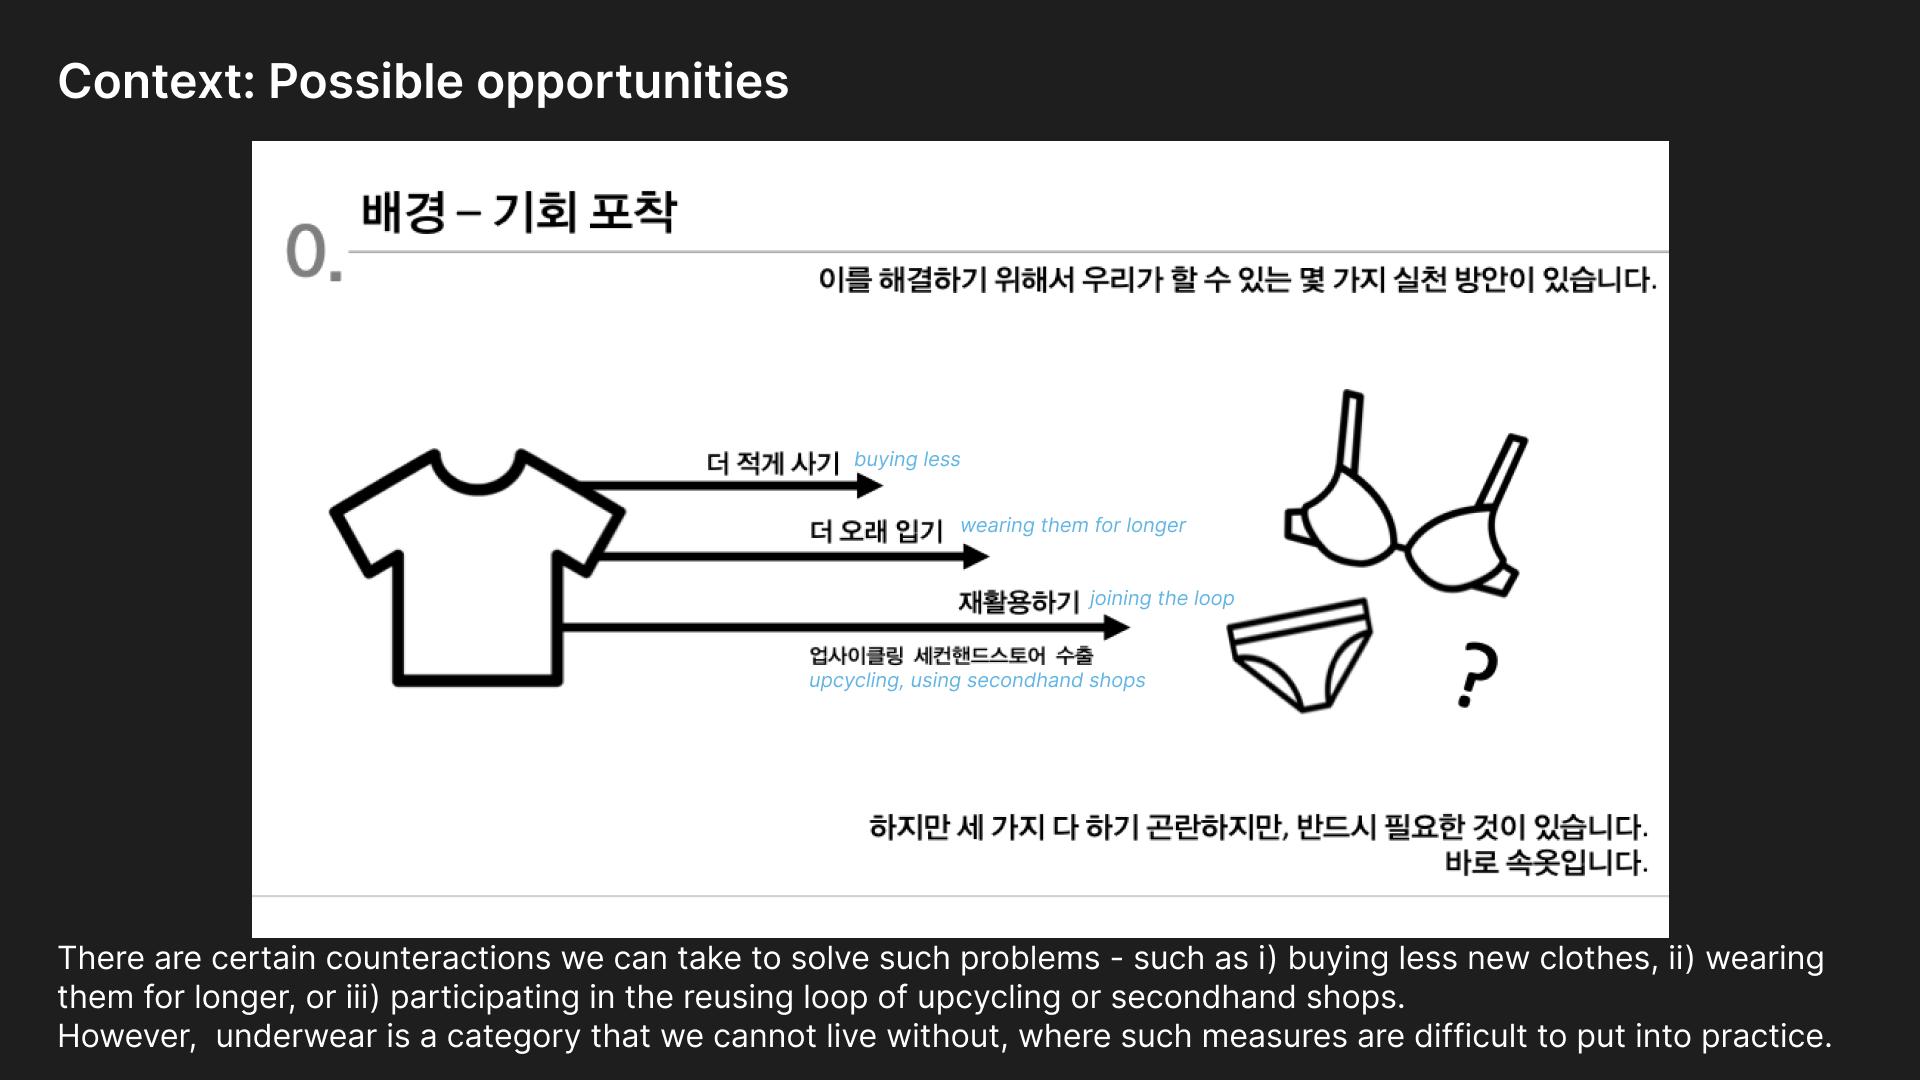 Context: Possible opportunities
0.
배경 – 기회 포착
이를 해결하기 위해서 우리가 할 수 있는 몇 가지 실천 방안이 있습니다.
더 적게 사기 buying less
더 오래 입기 wearing them for longer
재활용하기 joining the loop
업사이클링 세컨핸드스토어 수출
upcycling, using secondhand shops
?
하지만 세 가지 다 하기 곤란하지만, 반드시 필요한 것이 있습니다.
바로 속옷입니다.
There are certain counteractions we can take to solve such problems - such as i) buying less new clothes, ii) wearing
them for longer, or iii) participating in the reusing loop of upcycling or secondhand shops.
However, underwear is a category that we cannot live without, where such measures are difficult to put into practice.